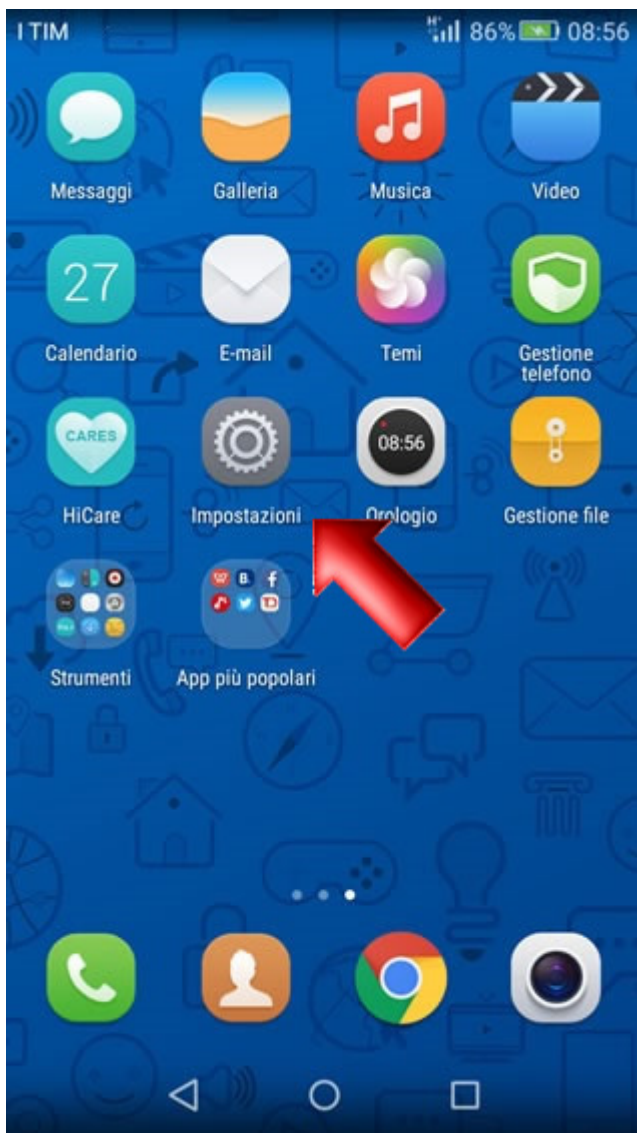 I TIM H 86% 08:56
Messaggi Galleria Musica Video
27
Calendario E-mail Temi Gestione telefono
CARES 08:56
HiCare Impostazioni Orologio Gestione file
B. f
Strumenti App più popolari